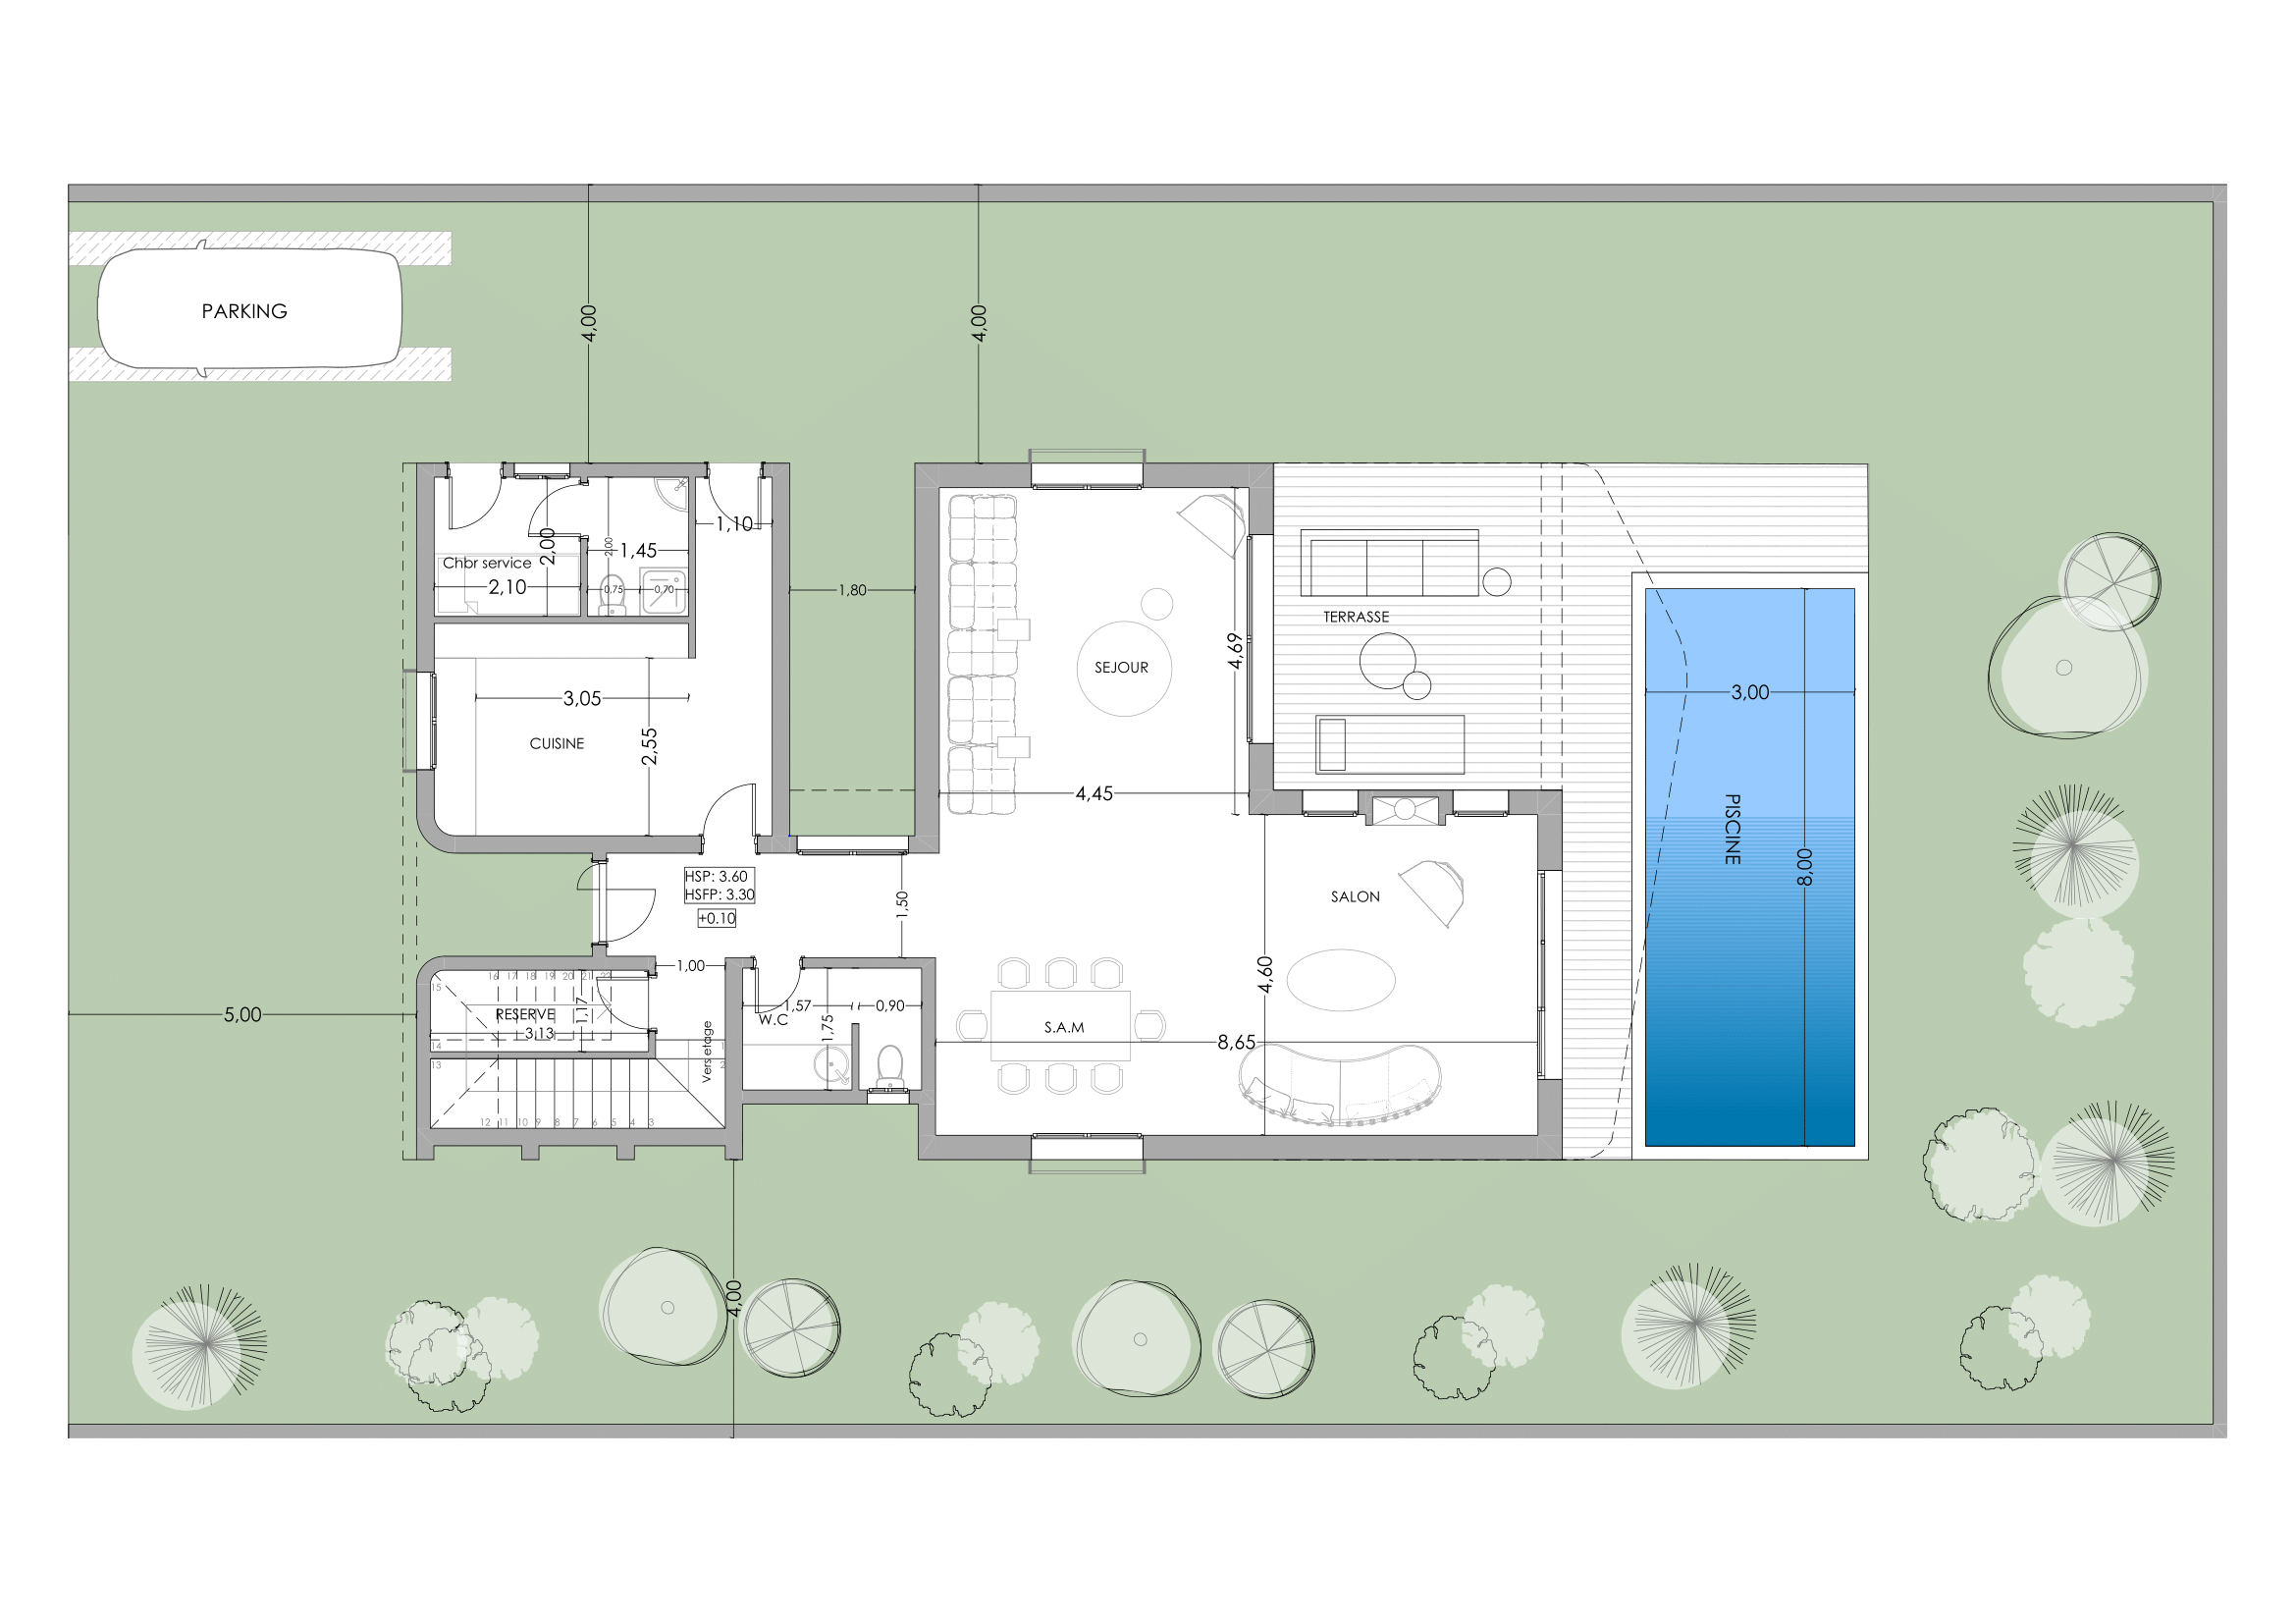 PARKING
4,00
4,00
1,10
2,00
2,00
1,45
Chbr service
2,10
0,75
0,70
1,80
TERRASSE
4,69
SEJOUR
3,05
3,00
2,55
CUISINE
4,45
PISCINE
8,00
HSP: 3.60
HSFP: 3.30
+0.10
1,50
SALON
1,00
4,60
16 17 18 19 20 21 22
15
1,57
0,90
1,17
RESERVE
5,00
W.C
1,75
S.A.M
3,13
8,65
14
1
Vers etage
13
2
12 11 10 9 8 7 6 5 4 3
4,00